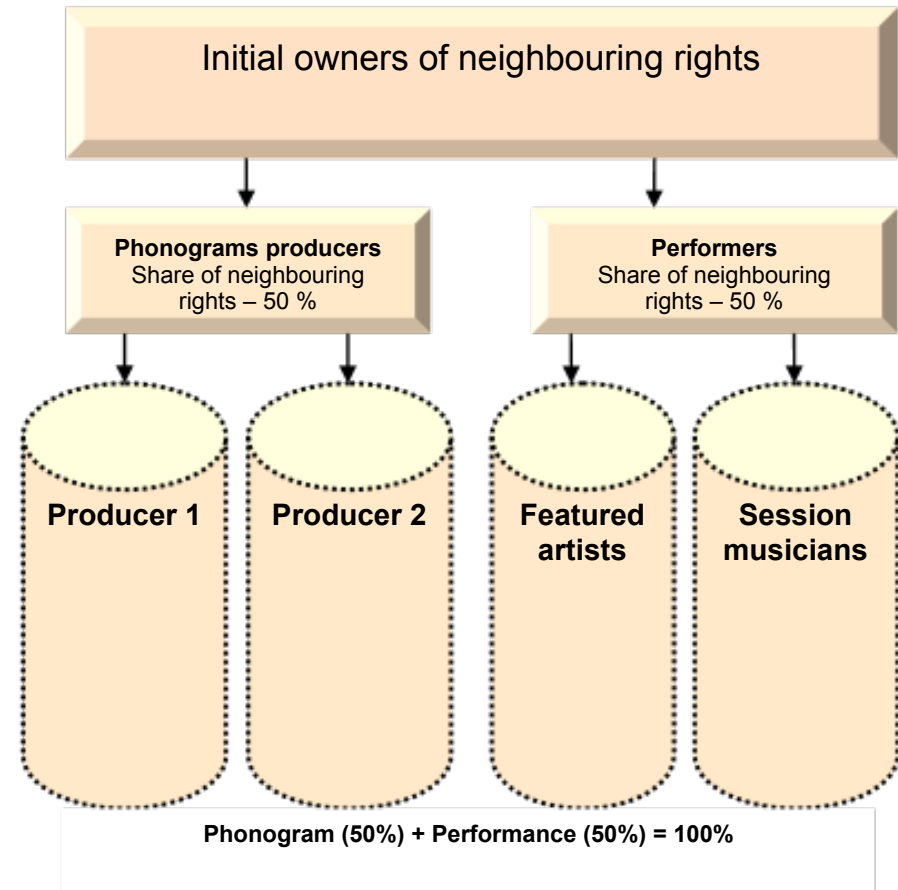 Initial owners of neighbouring rights
Phonograms producers
Share of neighbouring
rights – 50 %
Performers
Share of neighbouring
rights – 50 %
Producer 1
Producer 2
Featured
artists
Session
musicians
Phonogram (50%) + Performance (50%) = 100%